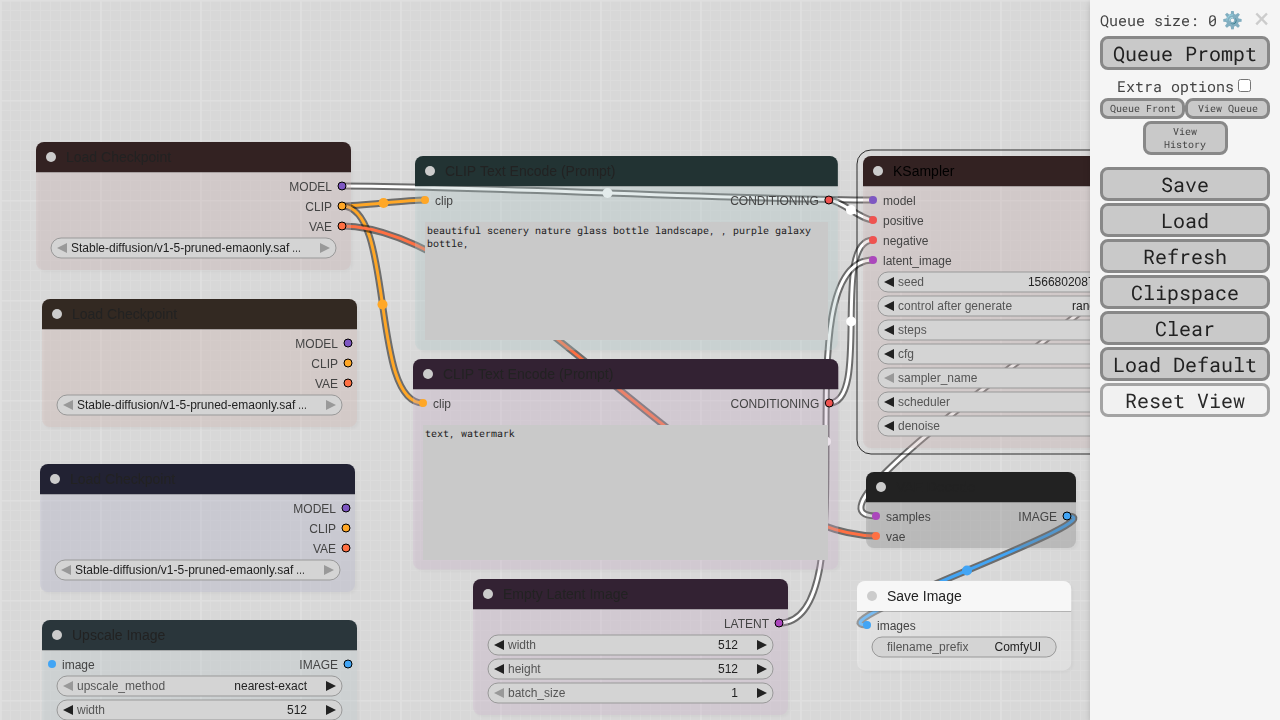 Load Checkpoint
MODEL
CLIP
VAE
Stable-diffusion/v1-5-pruned-emaonly.saf ...
Load Checkpoint
MODEL
CLIP
VAE
Stable-diffusion/v1-5-pruned-emaonly.saf ...
Load Checkpoint
MODEL
CLIP
VAE
Stable-diffusion/v1-5-pruned-emaonly.saf ...
Upscale Image
image IMAGE
upscale_method nearest-exact
width 512
CLIP Text Encode (Prompt)
clip CONDITIONING
beautiful scenery nature glass bottle landscape, , purple galaxy
bottle,
CLIP Text Encode (Prompt)
clip CONDITIONING
text, watermark
Empty Latent Image
LATENT
width 512
height 512
batch_size 1
KSampler
model
positive
negative
latent_image
seed 1566802087
control after generate ran
steps
cfg
sampler_name
scheduler
denoise
samples IMAGE
vae
Save Image
images
filename_prefix ComfyUI
Queue size: 0
Queue Prompt
Extra options
Queue Front View Queue
View
History
Save
Load
Refresh
Clipspace
Clear
Load Default
Reset View